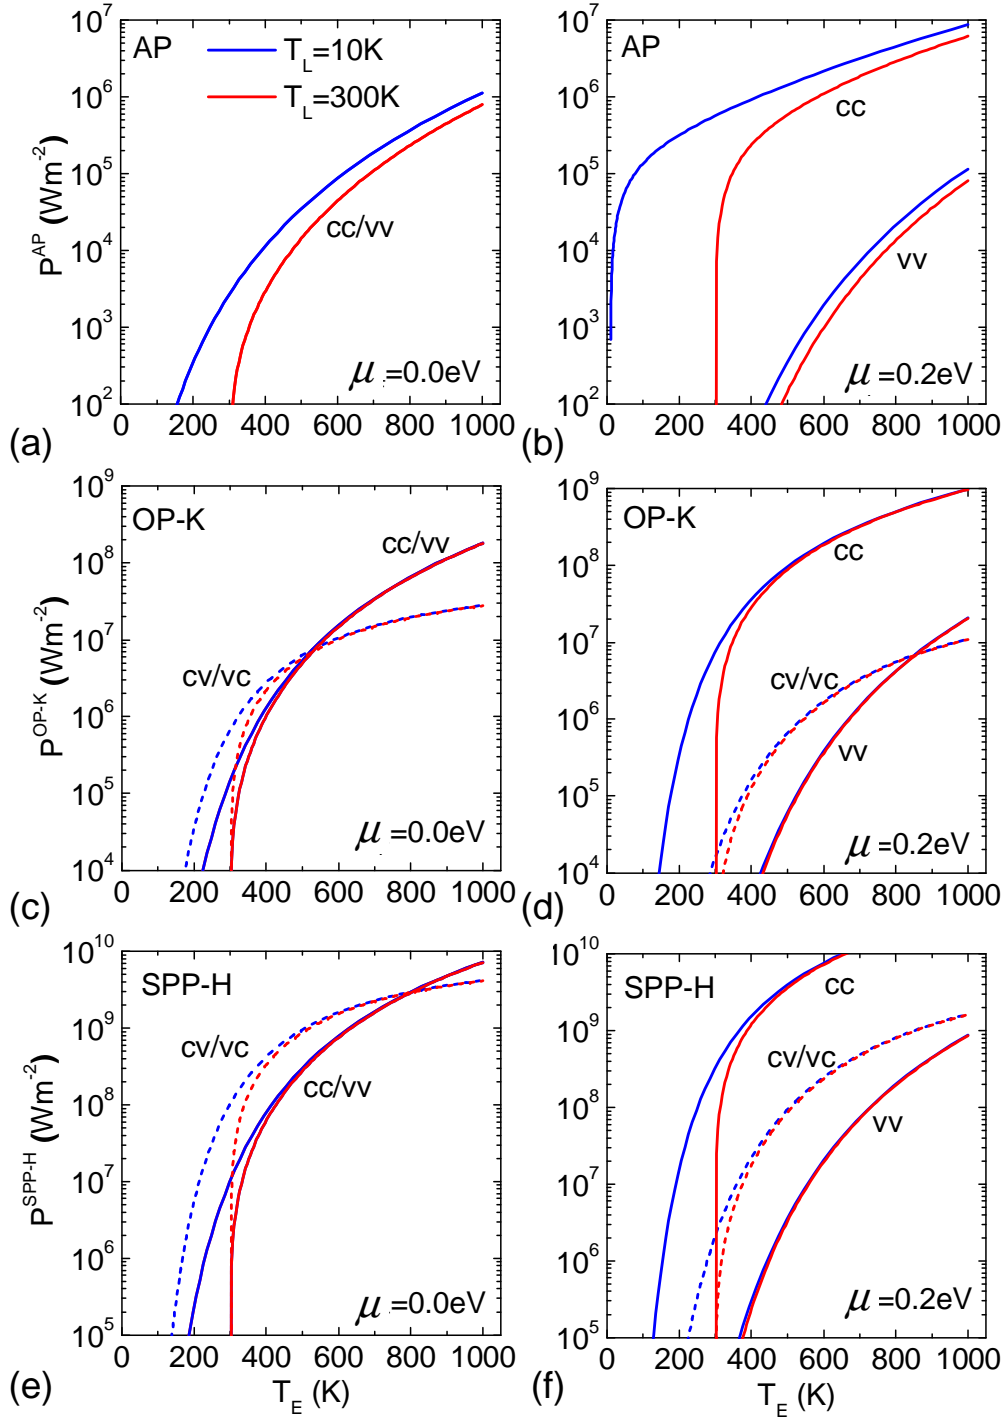 AP
T_L=10K
T_L=300K
cc/vv
μ=0.0eV
P^AP (Wm^-2)
10^7
10^6
10^5
10^4
10^3
10^2
0 200 400 600 800 1000
(a)
AP
cc
vv
μ=0.2eV
10^7
10^6
10^5
10^4
10^3
10^2
0 200 400 600 800 1000
(b)
OP-K
cc/vv
cv/vc
μ=0.0eV
P^OP-K (Wm^-2)
10^9
10^8
10^7
10^6
10^5
10^4
0 200 400 600 800 1000
(c)
OP-K
cc
cv/vc
vv
μ=0.2eV
10^9
10^8
10^7
10^6
10^5
10^4
0 200 400 600 800 1000
(d)
SPP-H
cv/vc
cc/vv
μ=0.0eV
P^SPP-H (Wm^-2)
10^10
10^9
10^8
10^7
10^6
10^5
0 200 400 600 800 1000
(e)
T_E (K)
SPP-H
cc
cv/vc
vv
μ=0.2eV
10^10
10^9
10^8
10^7
10^6
10^5
0 200 400 600 800 1000
(f)
T_E (K)